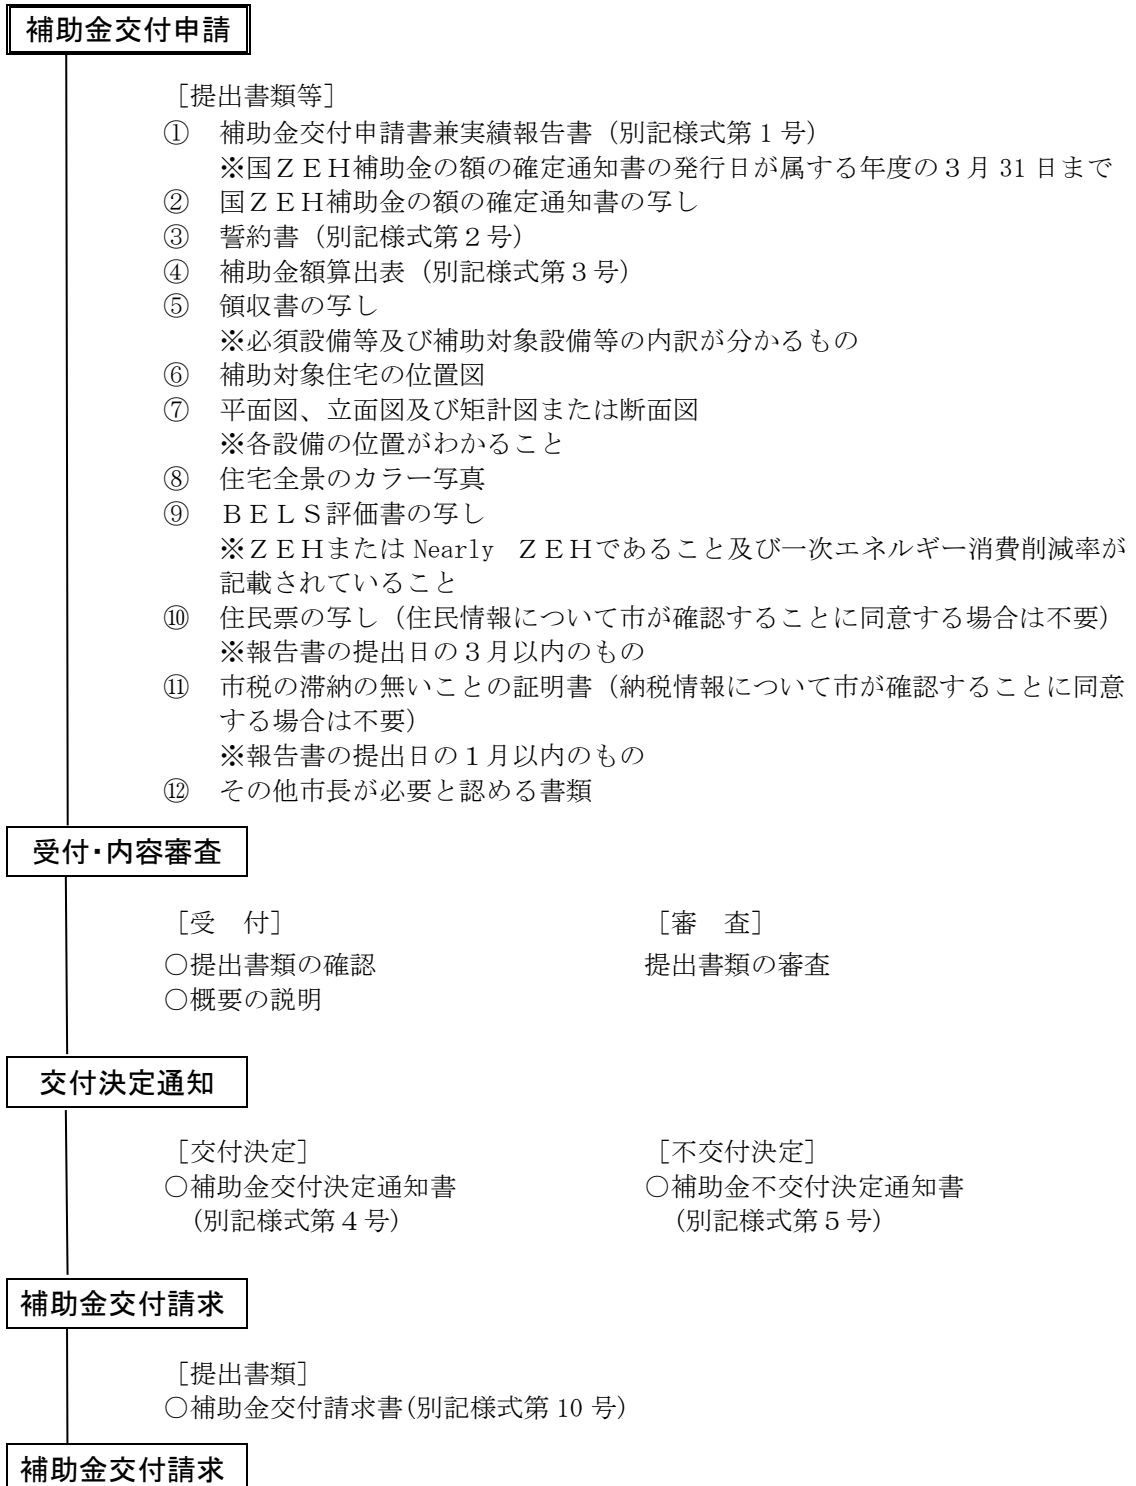 補助金交付申請
[提出書類等]
① 補助金交付申請書兼実績報告書（別記様式第１号）
※国ＺＥＨ補助金の額の確定通知書の発行日が属する年度の３月 31 日まで
② 国ＺＥＨ補助金の額の確定通知書の写し
③ 誓約書（別記様式第２号）
④ 補助金額算出表（別記様式第３号）
⑤ 領収書の写し
※必須設備等及び補助対象設備等の内訳が分かるもの
⑥ 補助対象住宅の位置図
⑦ 平面図、立面図及び矩計図または断面図
※各設備の位置がわかること
⑧ 住宅全景のカラー写真
⑨ ＢＥＬＳ評価書の写し
※ＺＥＨまたは Nearly ＺＥＨであること及び一次エネルギー消費削減率が
記載されていること
⑩ 住民票の写し（住民情報について市が確認することに同意する場合は不要）
※報告書の提出日の３月以内のもの
⑪ 市税の滞納の無いことの証明書（納税情報について市が確認することに同意
する場合は不要）
※報告書の提出日の１月以内のもの
⑫ その他市長が必要と認める書類
受付・内容審査
[受　付]　[審　査]
○提出書類の確認　提出書類の審査
○概要の説明
交付決定通知
[交付決定]　[不交付決定]
○補助金交付決定通知書　○補助金不交付決定通知書
(別記様式第４号)　(別記様式第５号)
補助金交付請求
[提出書類]
○補助金交付請求書(別記様式第 10 号)
補助金交付請求